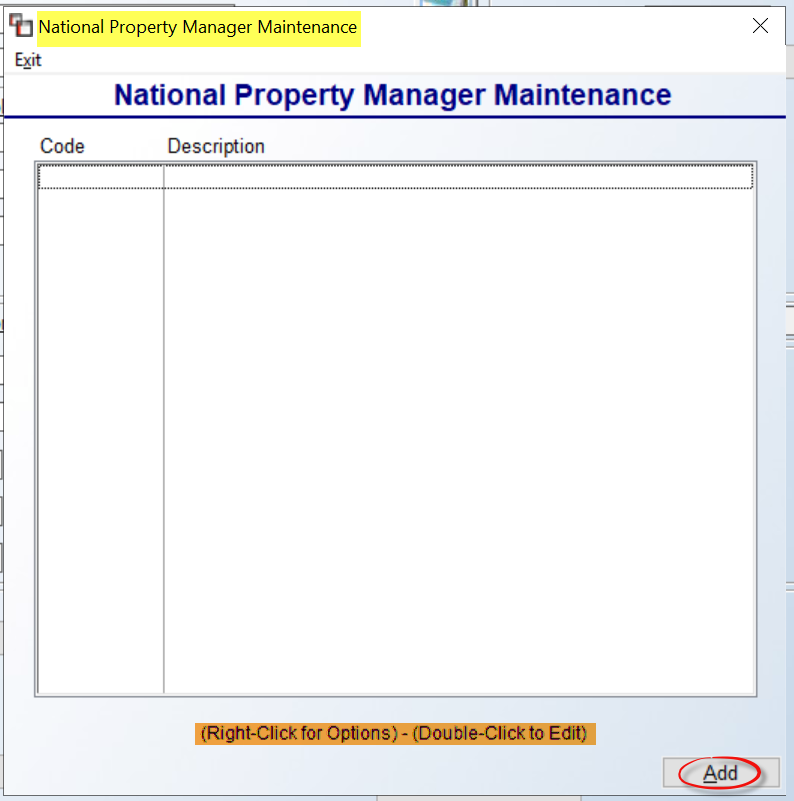 National Property Manager Maintenance
Exit
National Property Manager Maintenance
Code Description
(Right-Click for Options) - (Double-Click to Edit)
Add